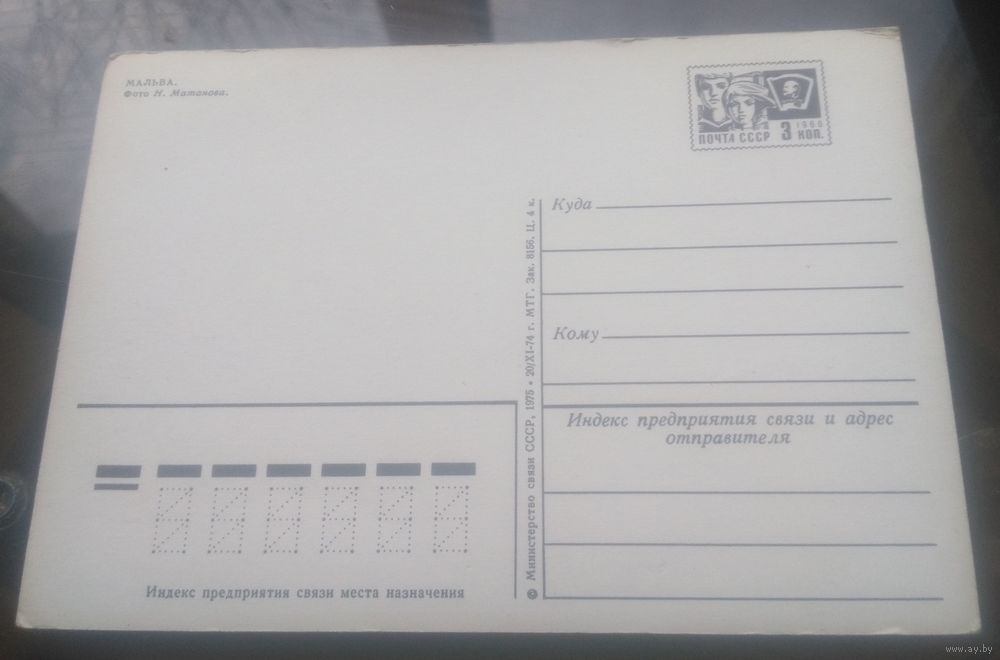 МАЛЬВА.
Фото Н. Матанова.
1966
ПОЧТА СССР 3 КОП.
Куда
Кому
Индекс предприятия связи и адрес
отправителя
© Министерство связи СССР, 1975 • 20/XI-74 г. МТГ. Зак. 8156. Ц. 4 к.
Индекс предприятия связи места назначения
www.ay.by